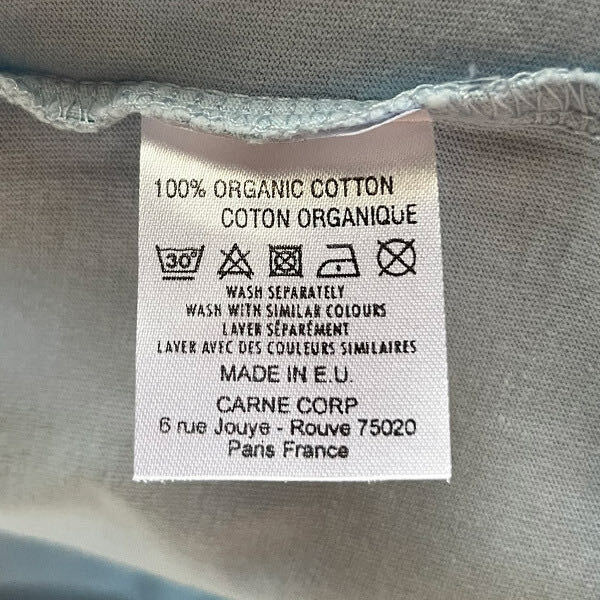 100% ORGANIC COTTON
COTON ORGANIQUE
30°
WASH SEPARATELY
WASH WITH SIMILAR COLOURS
LAVER SÉPARÉMENT
LAVER AVEC DES COULEURS SIMILAIRES
MADE IN E.U.
CARNE CORP
6 rue Jouye - Rouve 75020
Paris France